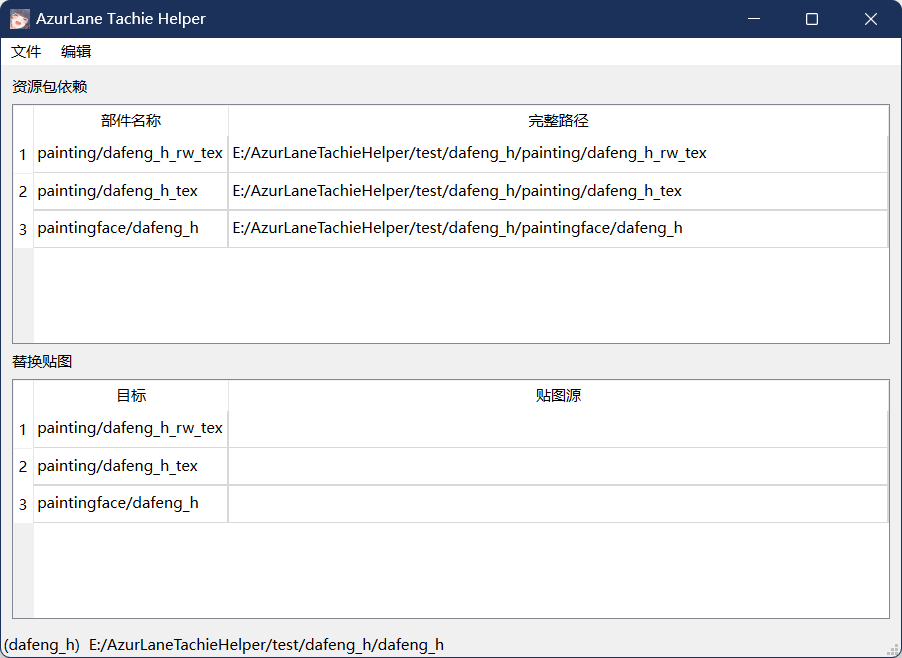 AzurLane Tachie Helper
文件 编辑
资源包依赖
部件名称 完整路径
1 painting/dafeng_h_rw_tex E:/AzurLaneTachieHelper/test/dafeng_h/painting/dafeng_h_rw_tex
2 painting/dafeng_h_tex E:/AzurLaneTachieHelper/test/dafeng_h/painting/dafeng_h_tex
3 paintingface/dafeng_h E:/AzurLaneTachieHelper/test/dafeng_h/paintingface/dafeng_h
替换贴图
目标 贴图源
1 painting/dafeng_h_rw_tex
2 painting/dafeng_h_tex
3 paintingface/dafeng_h
(dafeng_h) E:/AzurLaneTachieHelper/test/dafeng_h/dafeng_h